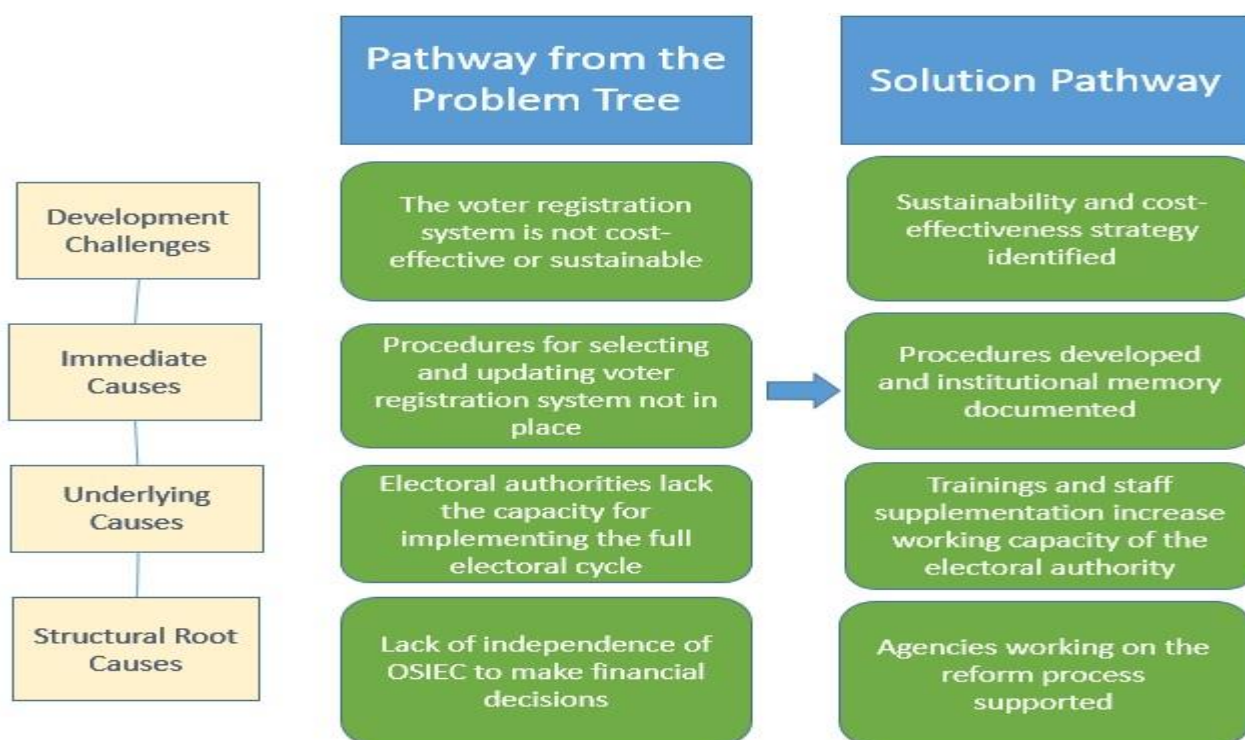 Pathway from the
Problem Tree
Solution Pathway
Development
Challenges
The voter registration
system is not cost-
effective or sustainable
Sustainability and cost-
effectiveness strategy
identified
Immediate
Causes
Procedures for selecting
and updating voter
registration system not in
place
Procedures developed
and institutional memory
documented
Underlying
Causes
Electoral authorities lack
the capacity for
implementing the full
electoral cycle
Trainings and staff
supplementation increase
working capacity of the
electoral authority
Structural Root
Causes
Lack of independence of
OSIEC to make financial
decisions
Agencies working on the
reform process
supported